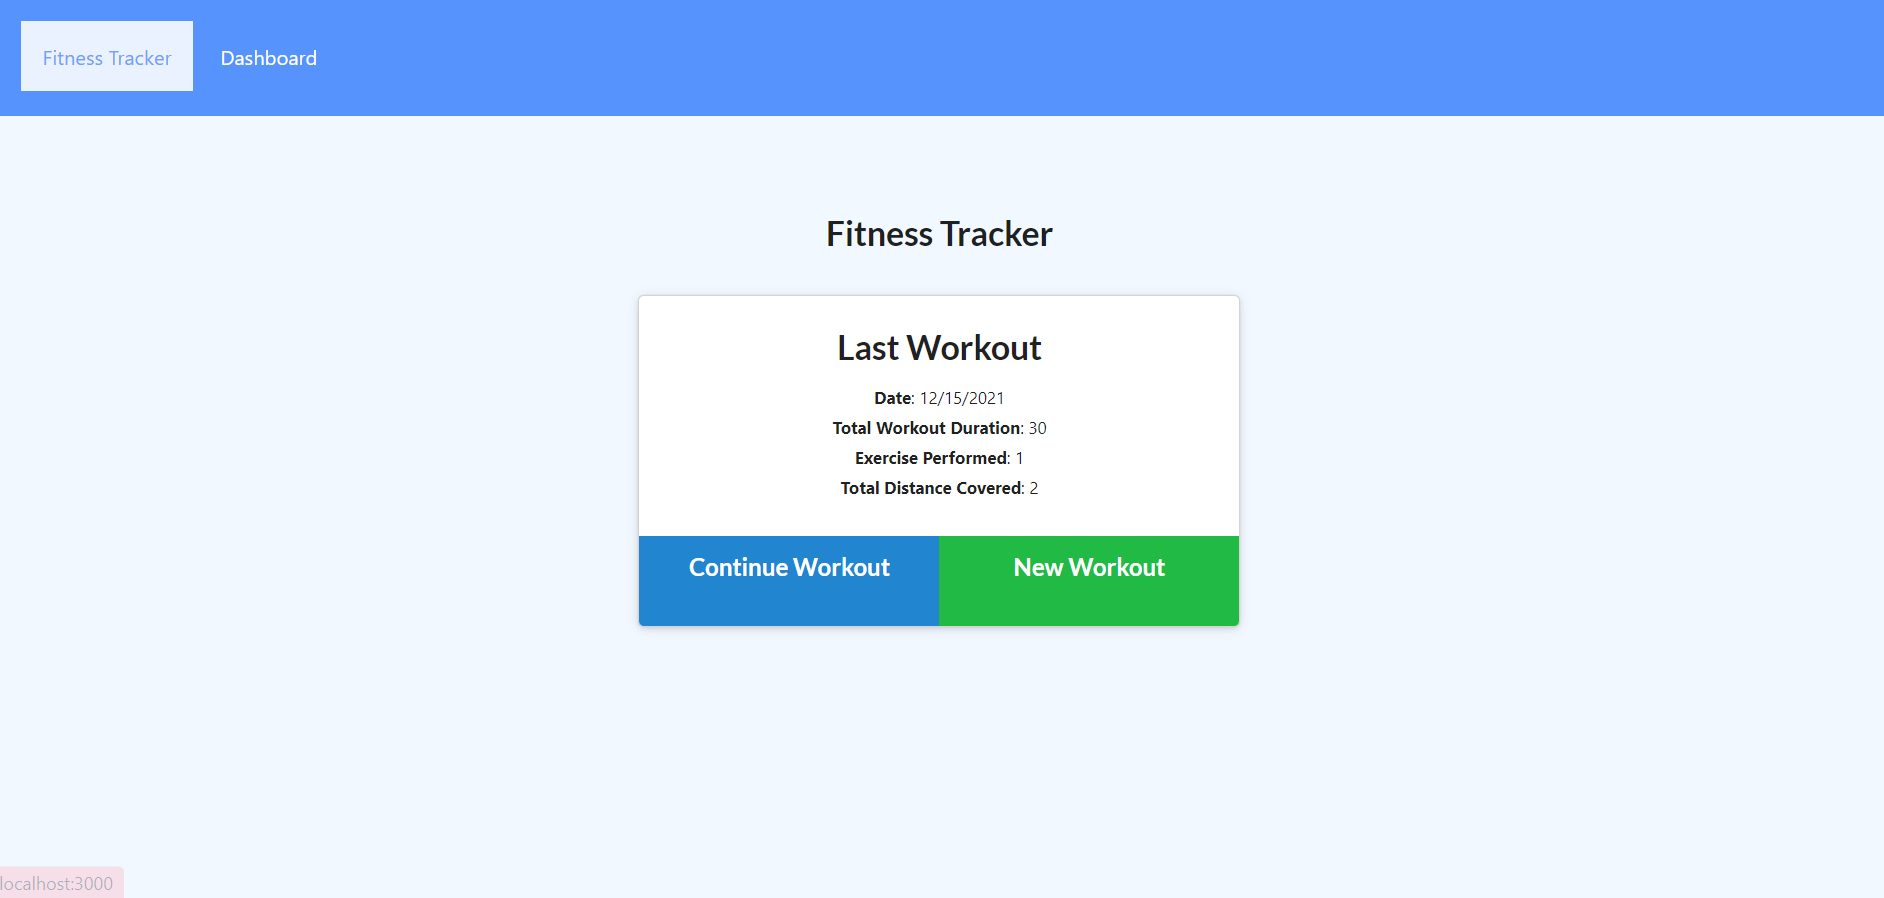 Fitness Tracker Dashboard
Fitness Tracker
Last Workout
Date: 12/15/2021
Total Workout Duration: 30
Exercise Performed: 1
Total Distance Covered: 2
Continue Workout New Workout
localhost:3000